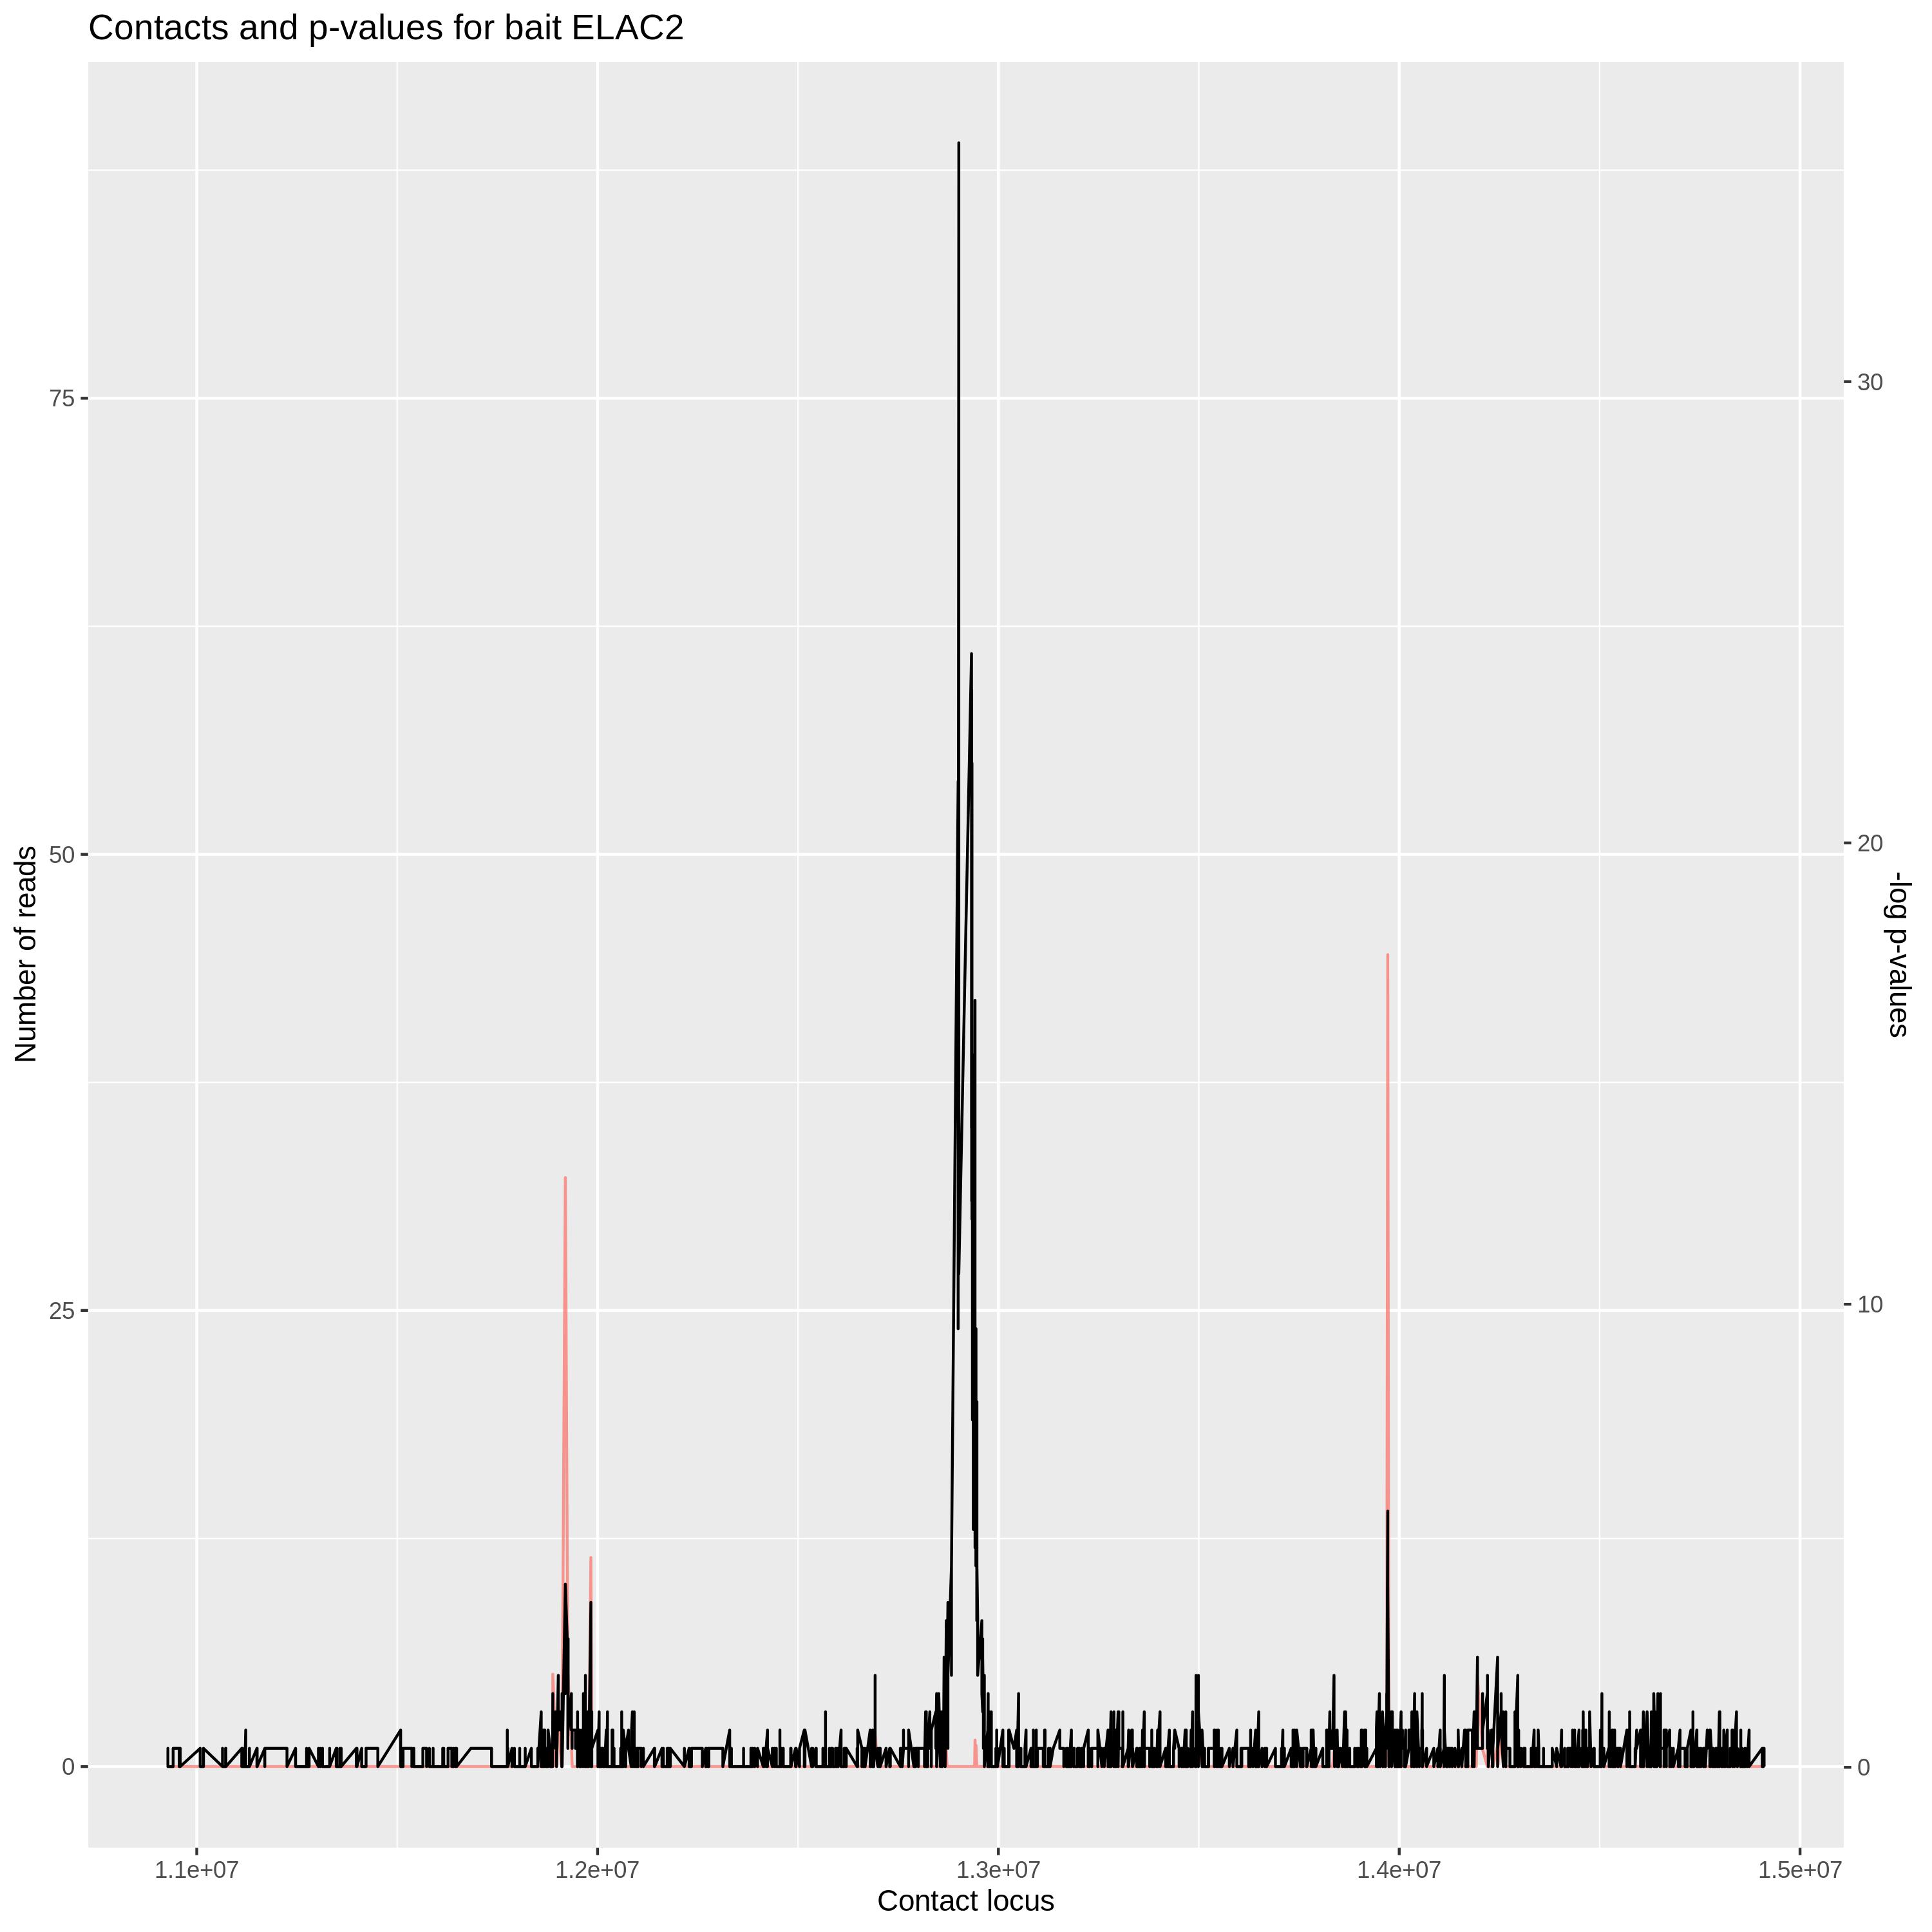 Contacts and p-values for bait ELAC2
75
50
25
0
Number of reads
30
20
10
0
-log p-values
1.1e+07 1.2e+07 1.3e+07 1.4e+07 1.5e+07
Contact locus